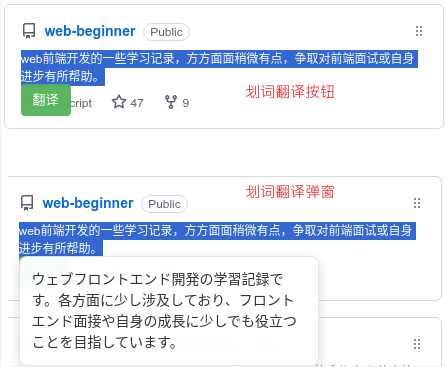 web-beginner Public
web前端开发的一些学习记录，方方面面稍微有点，争取对前端面试或自身
进步有所帮助。
翻译 cript 47 9
划词翻译按钮
划词翻译弹窗
web-beginner Public
web前端开发的一些学习记录，方方面面稍微有点，争取对前端面试或自身
进步有所帮助。
ウェブフロントエンド開発の学習記録で
す。各方面に少し涉及しており、フロント
エンド面接や自身の成長に少しでも役立つ
ことを目指しています。